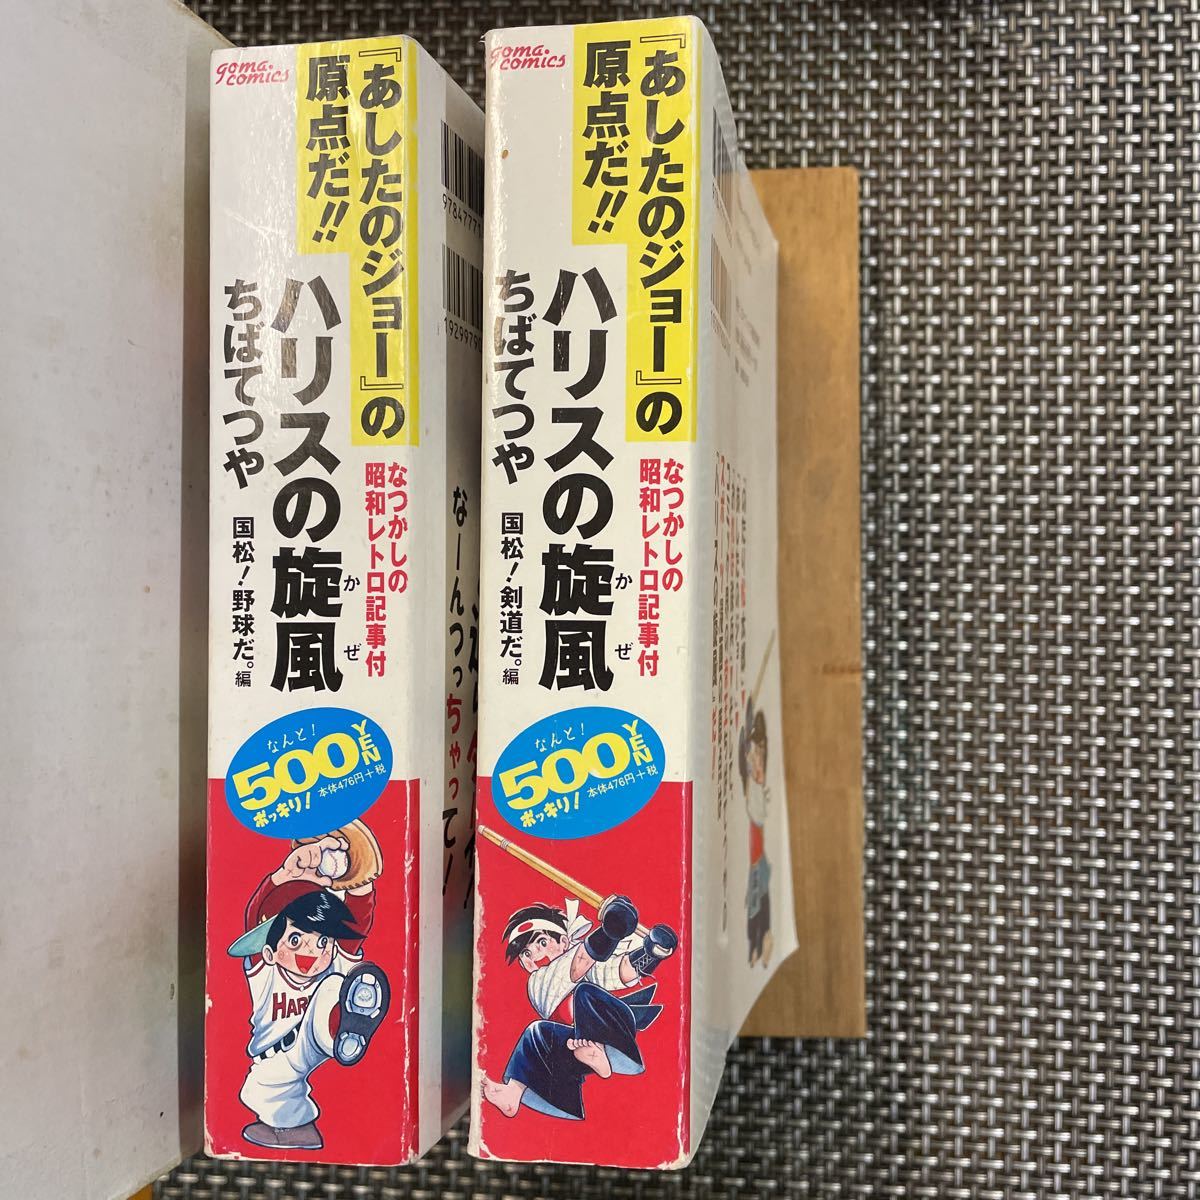 goma.
comics
『あしたのジョー』の
原点だ!!
ハリスの旋風
かぜ
ちばてつや
なつかしの
昭和レトロ記事付
国松!野球だ。編
なんと!
500YEN
ポッキリ!
本体476円+税
HAR
9784777
192997
なーんつっちゃって!
goma.
comics
『あしたのジョー』の
原点だ!!
ハリスの旋風
かぜ
ちばてつや
なつかしの
昭和レトロ記事付
国松!剣道だ。編
なんと!
500YEN
ポッキリ!
本体476円+税